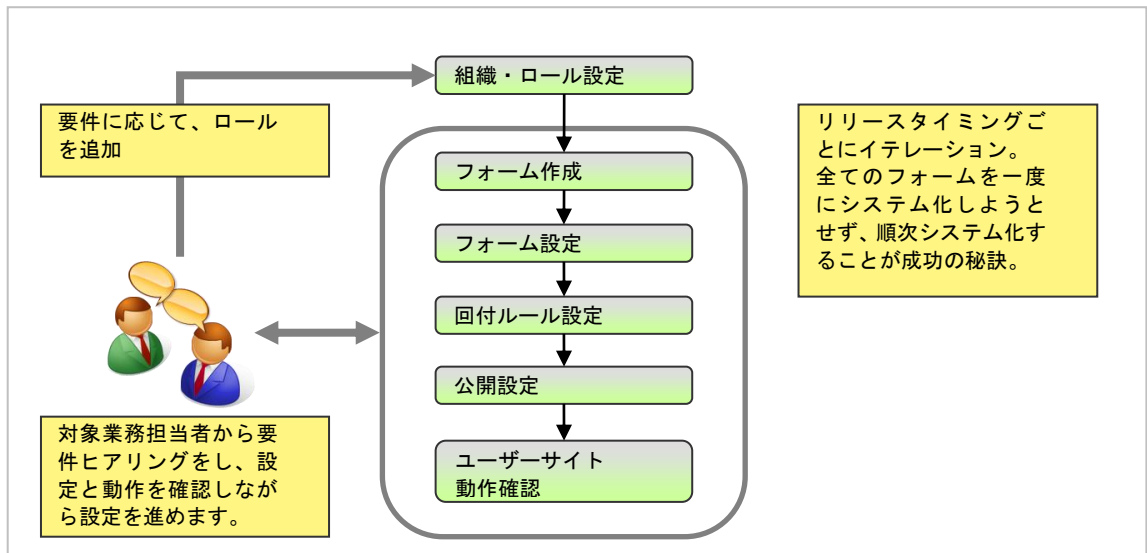 組織・ロール設定
要件に応じて、ロール
を追加
リリースタイミングご
とにイテレーション。
全てのフォームを一度
にシステム化しようと
せず、順次システム化す
ることが成功の秘訣。
フォーム作成
フォーム設定
回付ルール設定
公開設定
ユーザーサイト
動作確認
対象業務担当者から要
件ヒアリングをし、設
定と動作を確認しなが
ら設定を進めます。